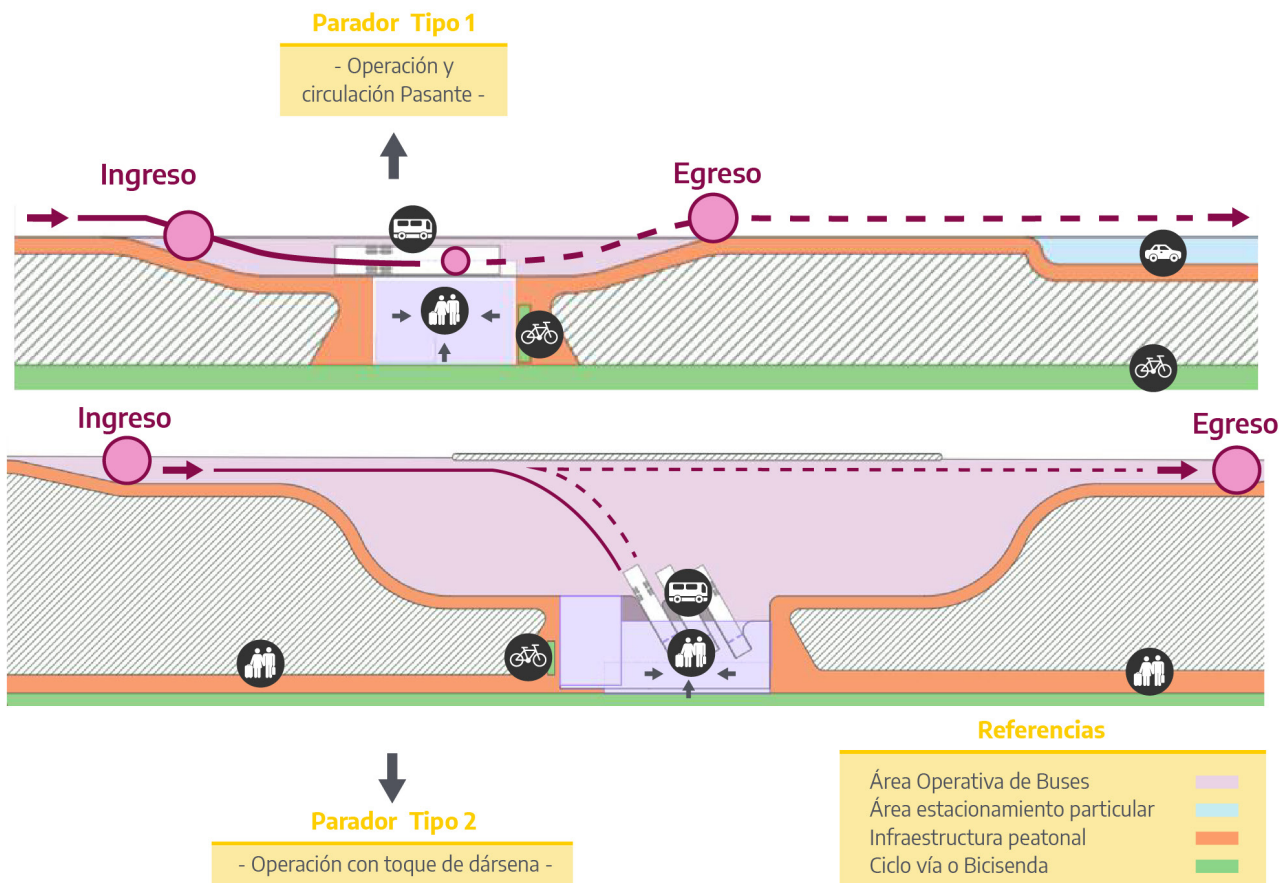 Parador Tipo 1
- Operación y
circulación Pasante -
Ingreso
Egreso
Ingreso
Egreso
Parador Tipo 2
- Operación con toque de dársena -
Referencias
Área Operativa de Buses
Área estacionamiento particular
Infraestructura peatonal
Ciclo vía o Bicisenda